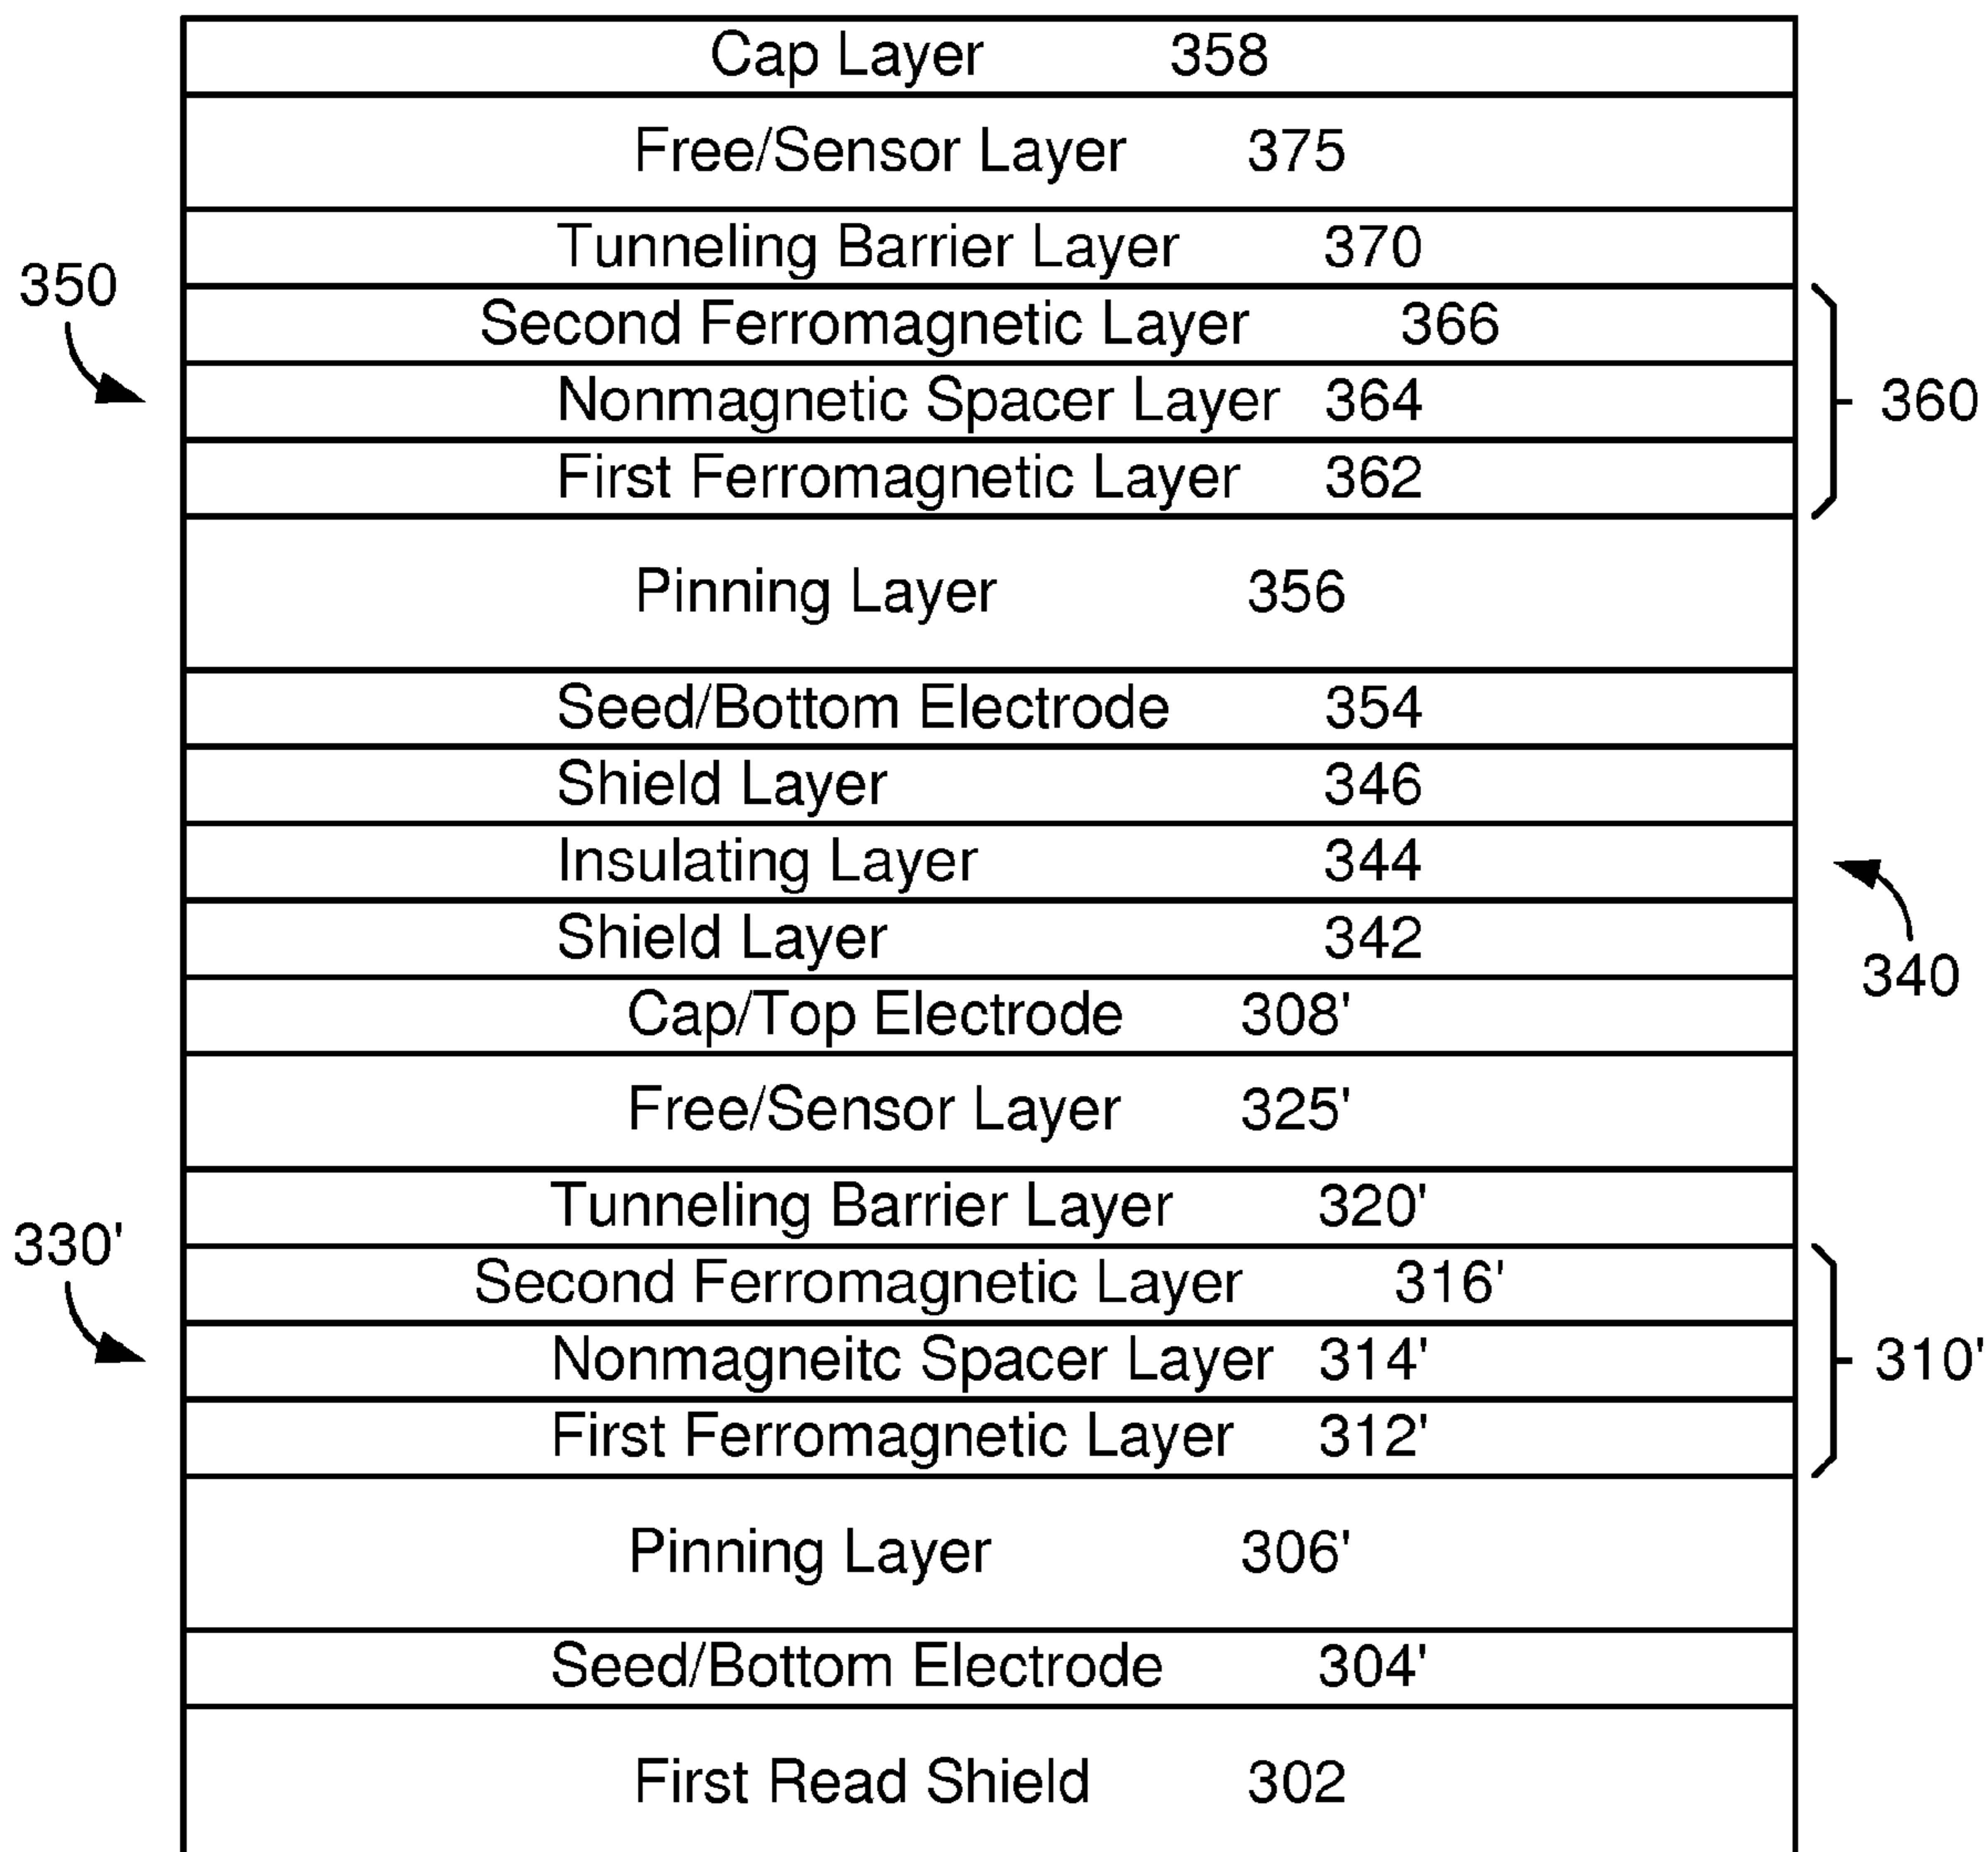 Cap Layer 358
Free/Sensor Layer 375
Tunneling Barrier Layer 370
350
Second Ferromagnetic Layer 366
Nonmagnetic Spacer Layer 364
360
First Ferromagnetic Layer 362
Pinning Layer 356
Seed/Bottom Electrode 354
Shield Layer 346
Insulating Layer 344
Shield Layer 342
340
Cap/Top Electrode 308'
Free/Sensor Layer 325'
Tunneling Barrier Layer 320'
330'
Second Ferromagnetic Layer 316'
Nonmagneitc Spacer Layer 314'
310'
First Ferromagnetic Layer 312'
Pinning Layer 306'
Seed/Bottom Electrode 304'
First Read Shield 302